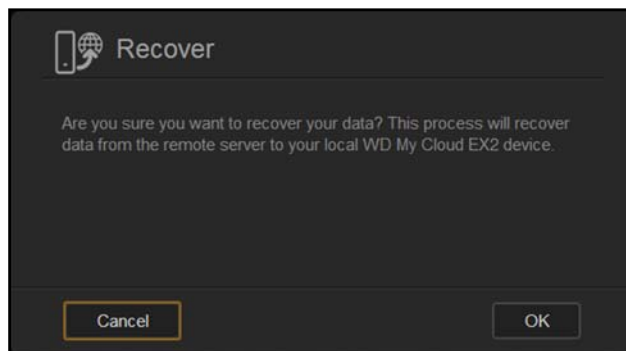 Recover
Are you sure you want to recover your data? This process will recover
data from the remote server to your local WD My Cloud EX2 device.
Cancel
OK